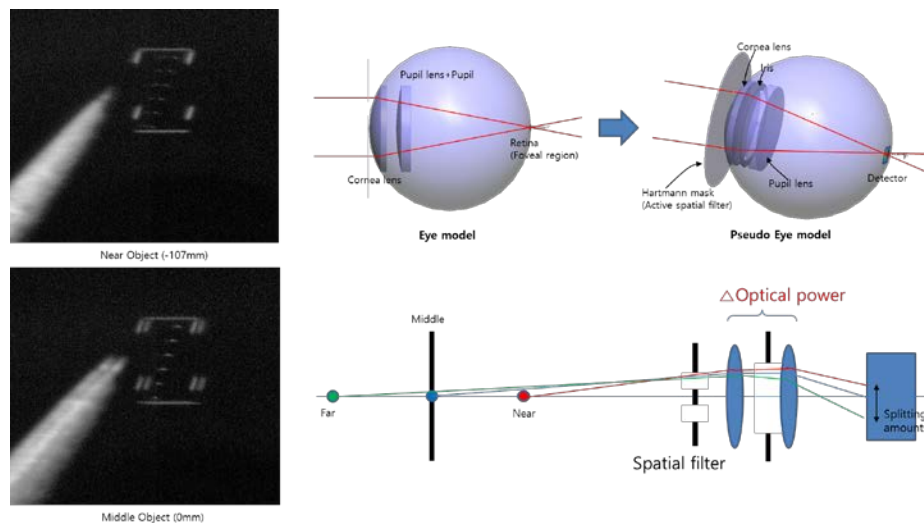 Near Object (-107mm)
Middle Object (0mm)
Pupil lens+Pupil
Retina
(Foveal region)
Cornea lens
Eye model
Cornea lens
Iris
Pupil lens
Detector
Hartmann mask
(Active spatial filter)
Pseudo Eye model
△Optical power
Middle
Far
Near
Spatial filter
Splitting
amount